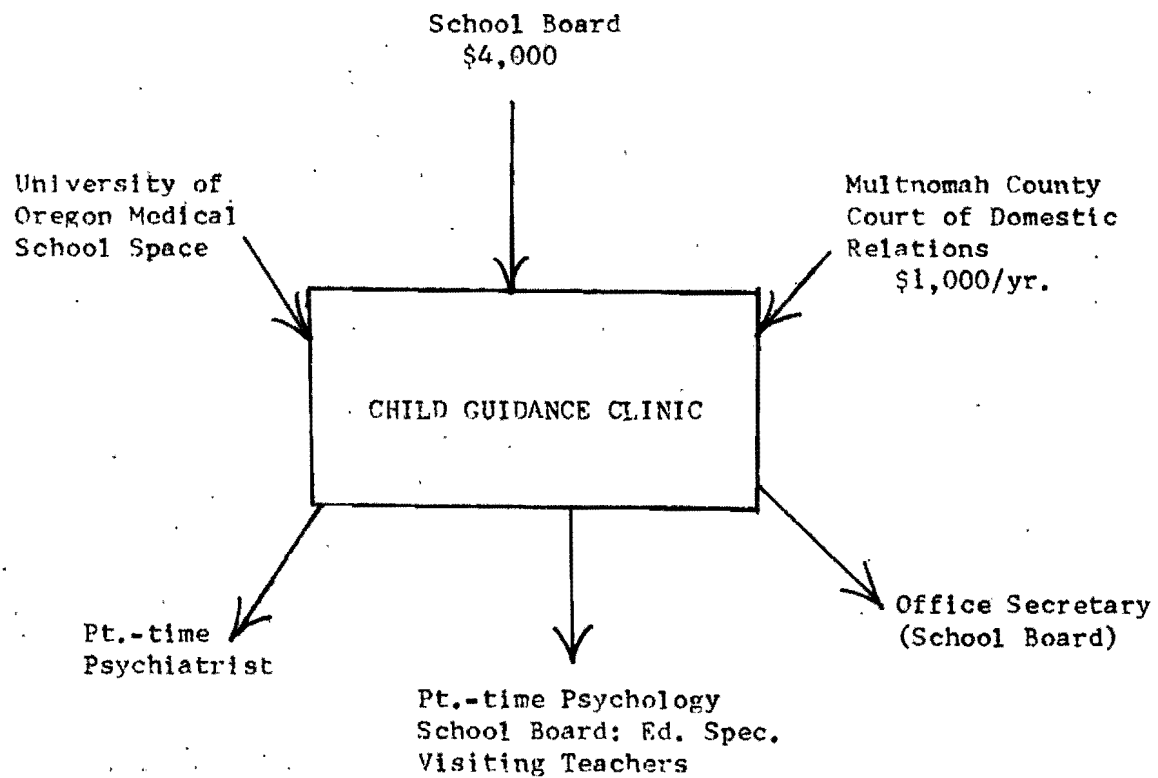 School Board
$4,000
University of
Oregon Medical
School Space
Multnomah County
Court of Domestic
Relations
$1,000/yr.
CHILD GUIDANCE CLINIC
Pt.-time
Psychiatrist
Pt.-time Psychology
School Board: Ed. Spec.
Visiting Teachers
Office Secretary
(School Board)